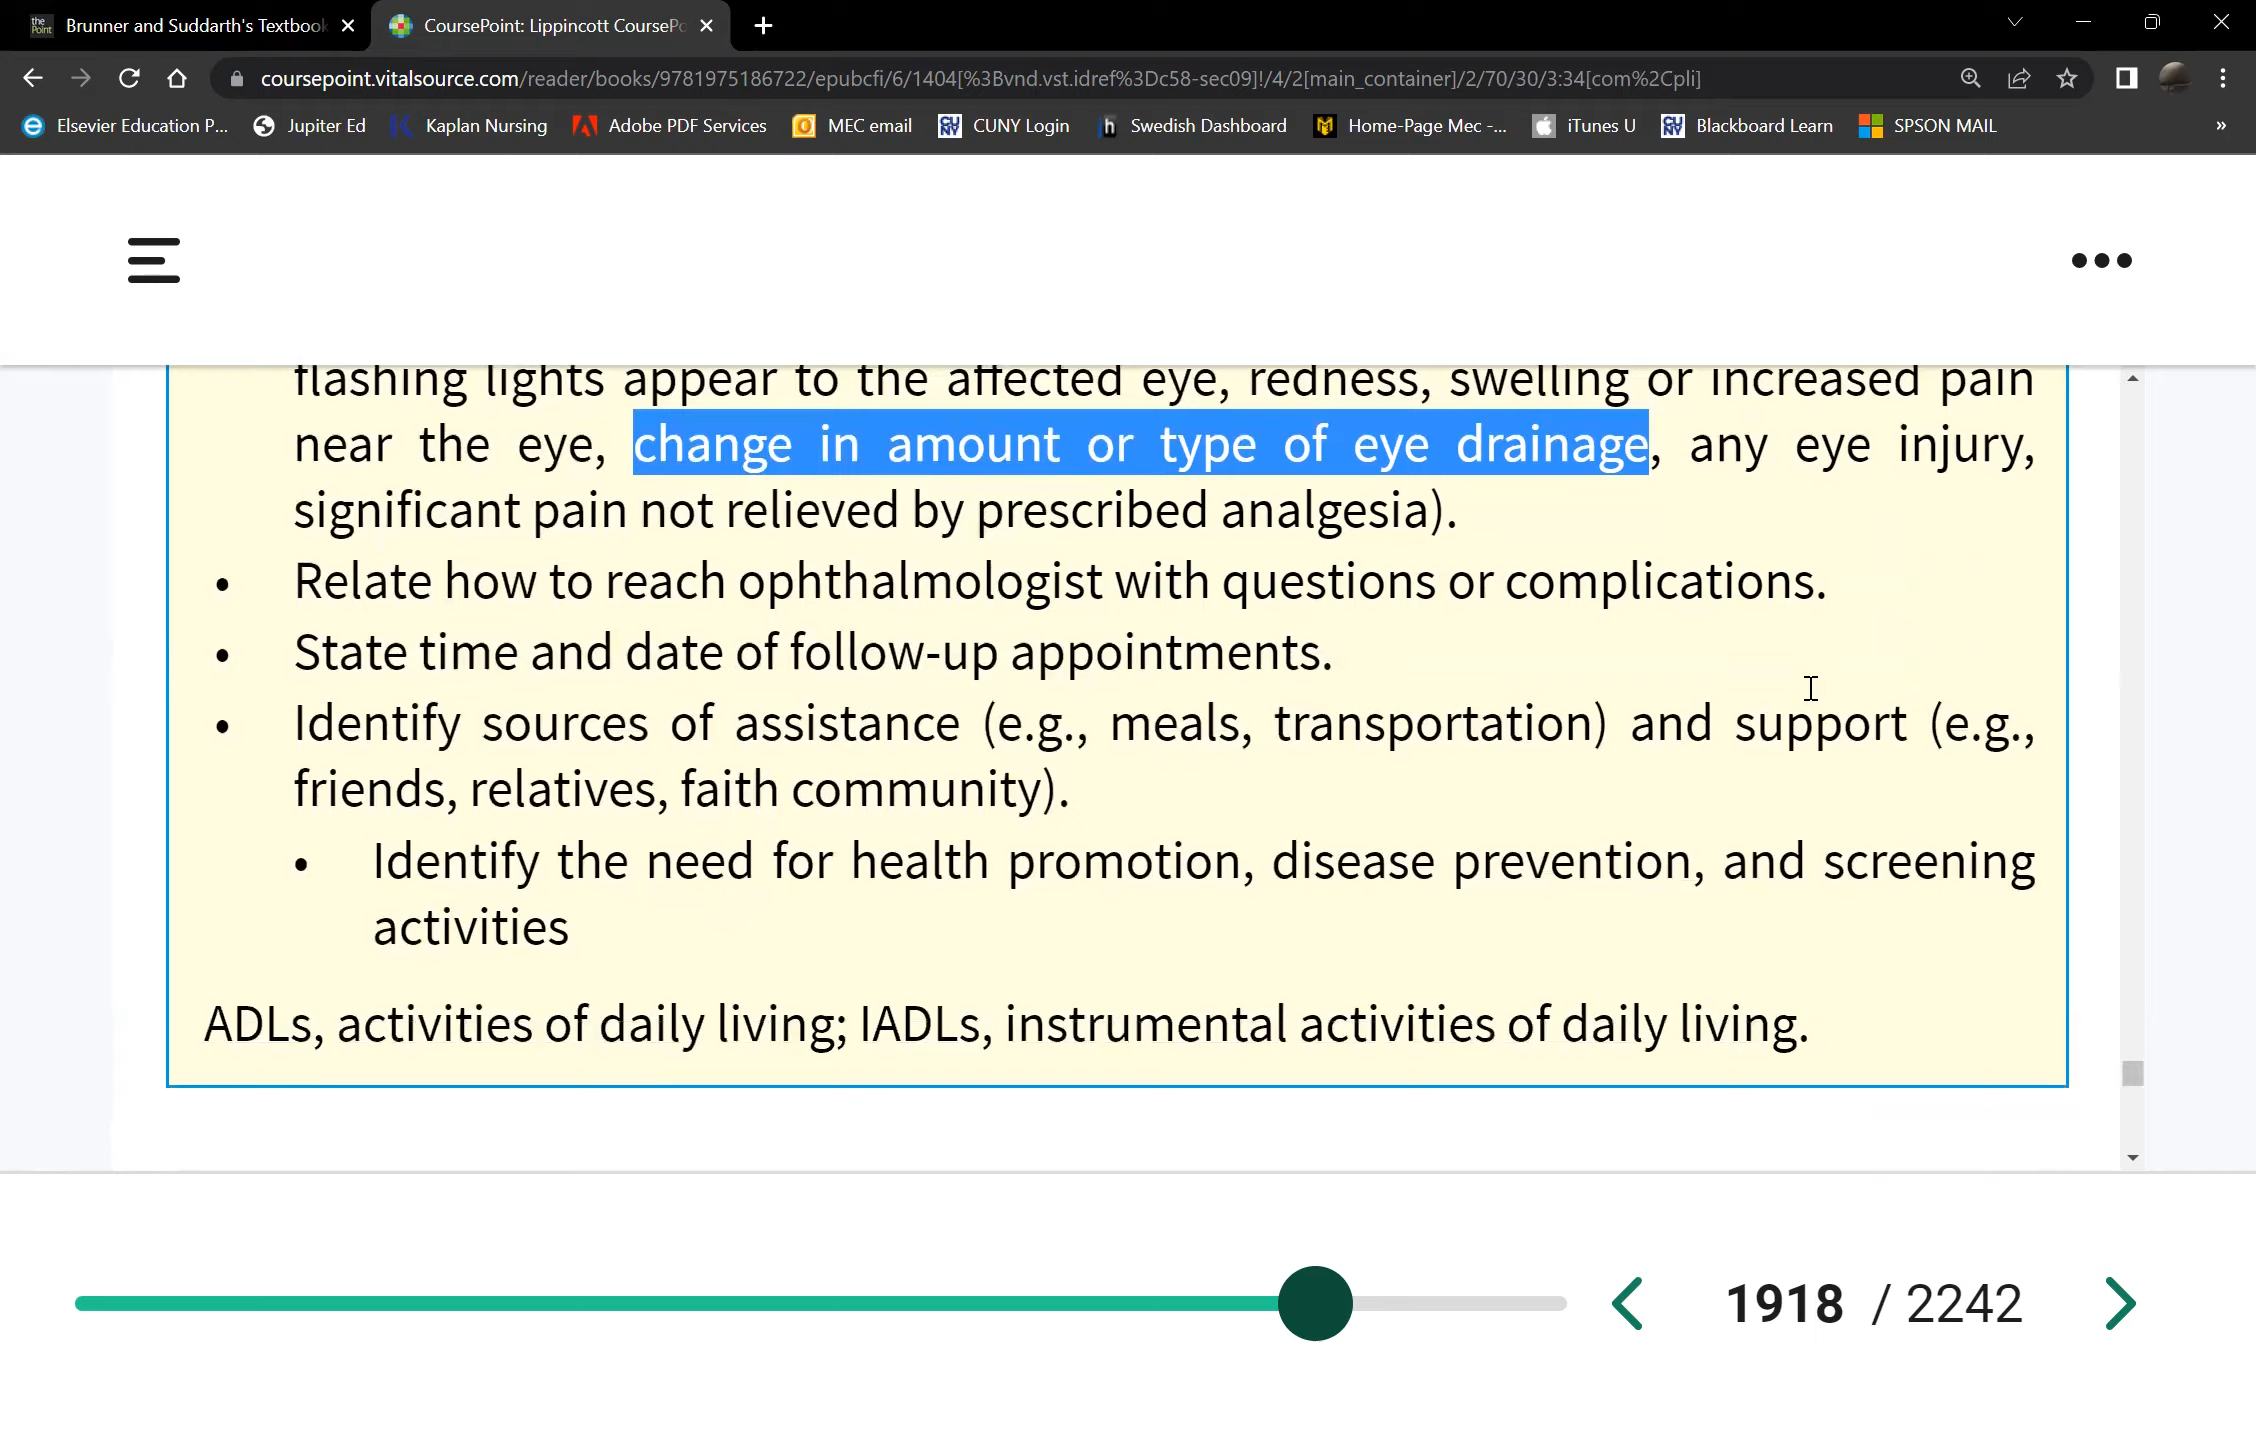 the Point
Brunner and Suddarth's Textbook
CoursePoint: Lippincott CoursePo
coursepoint.vitalsource.com/reader/books/9781975186722/epubcfi/6/1404[%3Bvnd.vst.idref%3Dc58-sec09]!/4/2[main_container]/2/70/30/3:34[com%2Cpli]
Elsevier Education P... Jupiter Ed Kaplan Nursing Adobe PDF Services MEC email CUNY Login Swedish Dashboard Home-Page Mec -... iTunes U Blackboard Learn SPSON MAIL »
flashing lights appear to the affected eye, redness, swelling or increased pain
near the eye, change in amount or type of eye drainage, any eye injury,
significant pain not relieved by prescribed analgesia).
• Relate how to reach ophthalmologist with questions or complications.
• State time and date of follow-up appointments.
• Identify sources of assistance (e.g., meals, transportation) and support (e.g.,
friends, relatives, faith community).
• Identify the need for health promotion, disease prevention, and screening
activities
ADLs, activities of daily living; IADLs, instrumental activities of daily living.
1918 / 2242